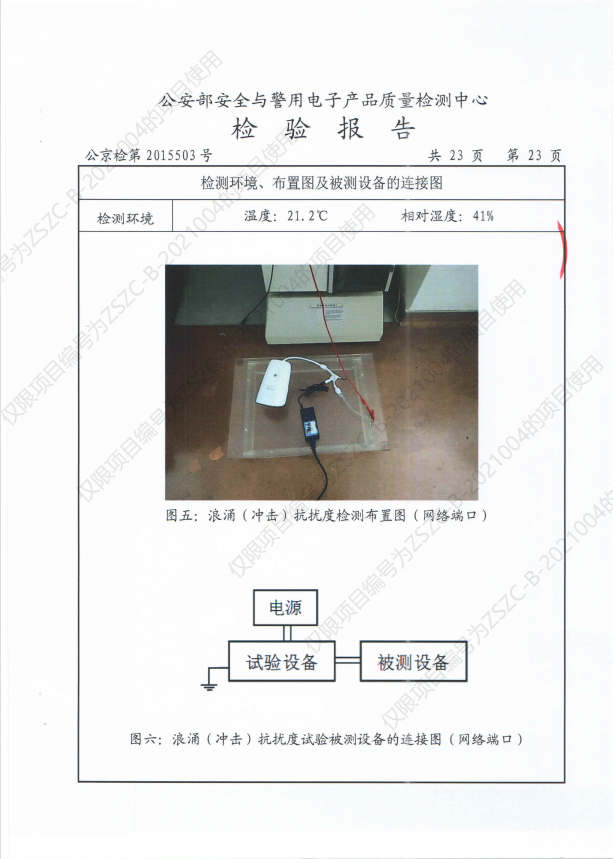 公安部安全与警用电子产品质量检测中心
检 验 报 告
公京检第 2015503 号 共 23 页 第 23 页
检测环境、布置图及被测设备的连接图
检测环境 温度：21.2℃ 相对湿度：41%
图五：浪涌（冲击）抗扰度检测布置图（网络端口）
电源
试验设备 被测设备
图六：浪涌（冲击）抗扰度试验被测设备的连接图（网络端口）
仅限项目编号为ZSZC-B-2021004的项目使用